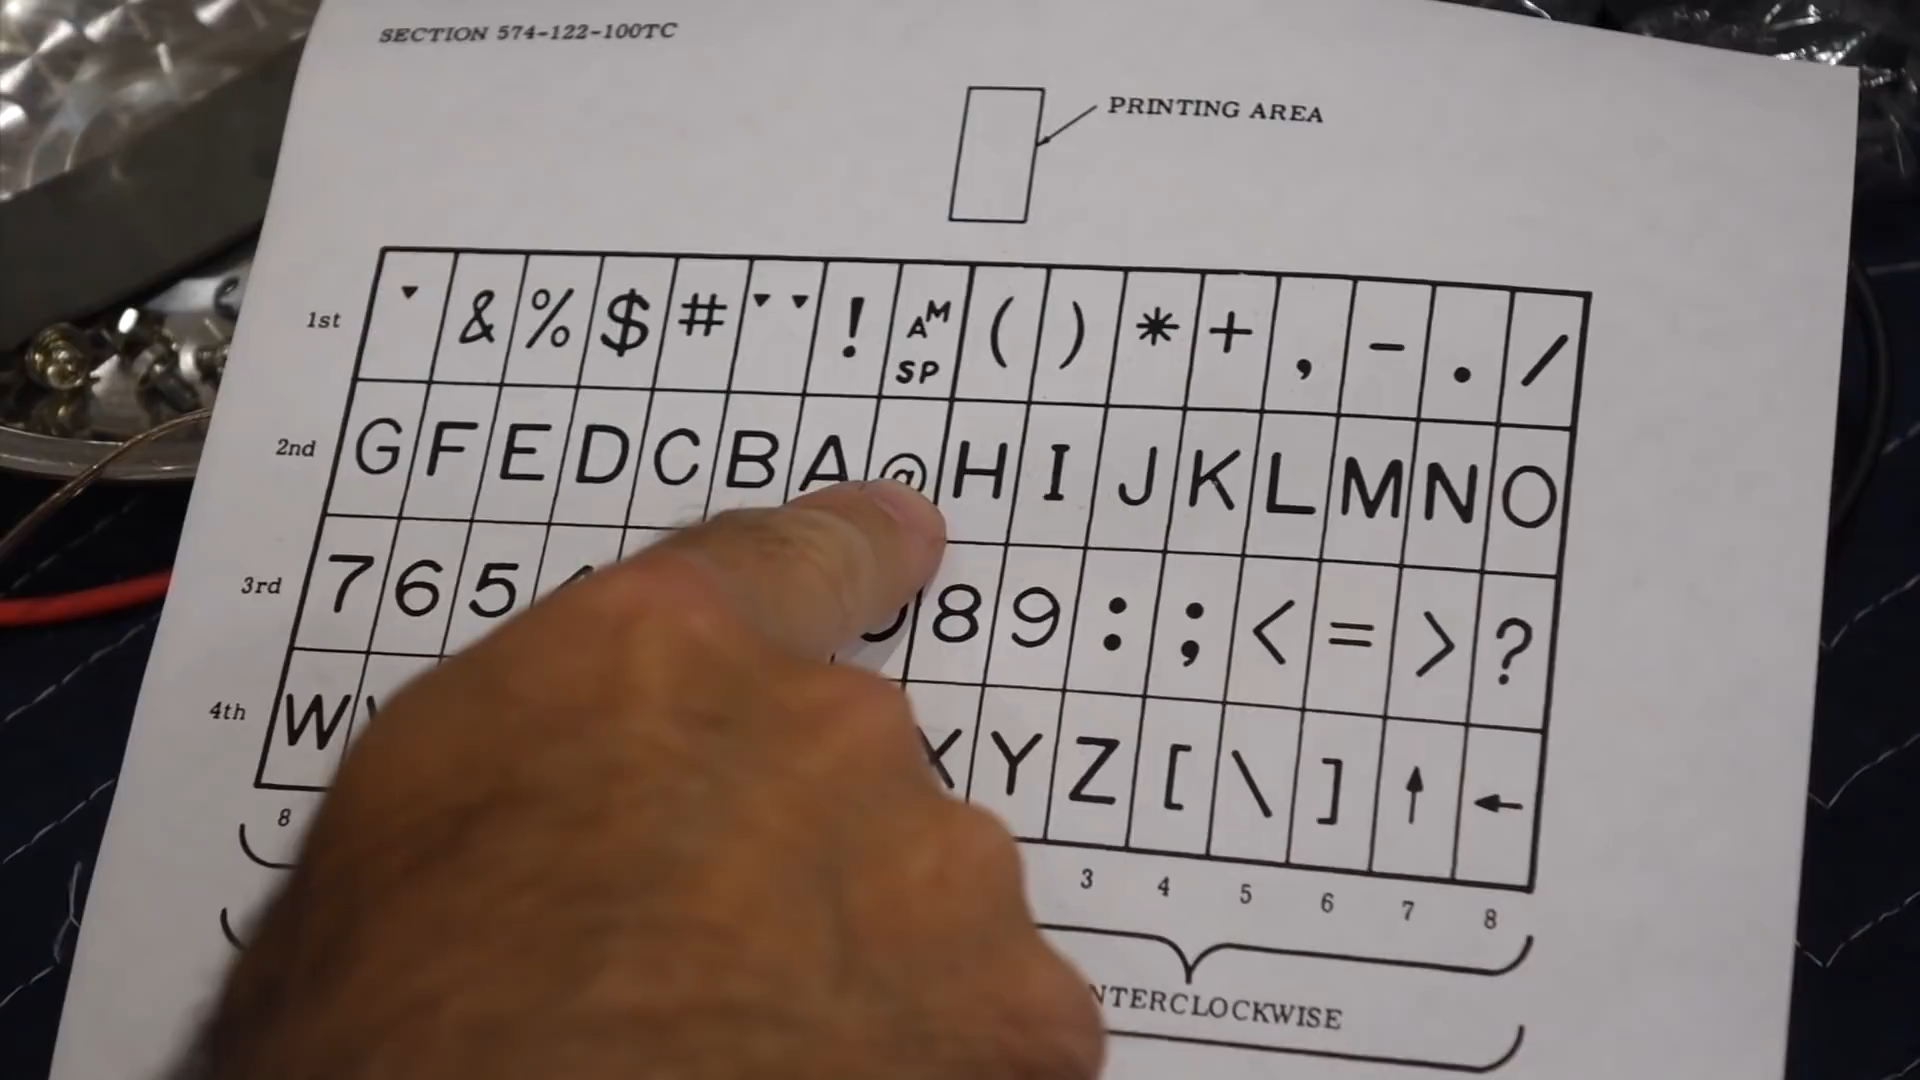 SECTION 574-122-100TC
PRINTING AREA
1st ' & % $ # '' ! AM SP ( ) * + , - . /
2nd G F E D C B A @ H I J K L M N O
3rd 7 6 5 8 9 : ; < = > ?
4th W X Y Z [ \ ] ↑ ←
8 3 4 5 6 7 8